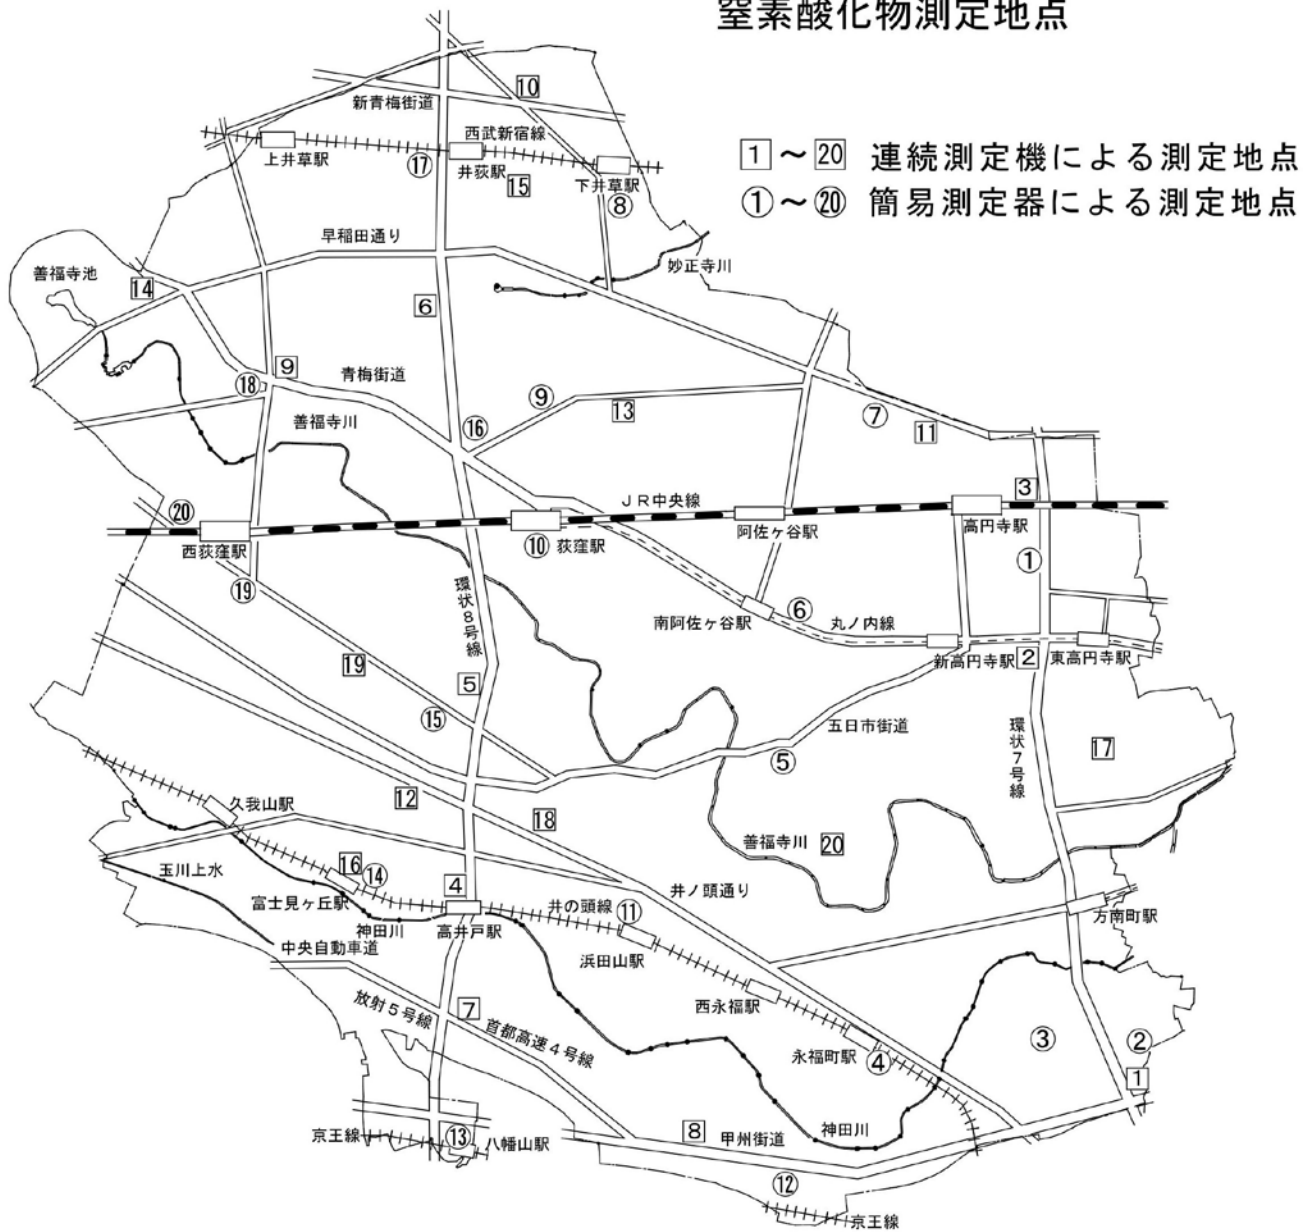 窒素酸化物測定地点
10
新青梅街道
西武新宿線
1～20 連続測定機による測定地点
上井草駅
⑰
井荻駅
15
下井草駅
⑧
①～⑳ 簡易測定器による測定地点
早稲田通り
妙正寺川
善福寺池
14
6
9
⑱
青梅街道
⑨
13
⑦
11
善福寺川
⑯
3
JR中央線
⑳
西荻窪駅
⑩
荻窪駅
阿佐ヶ谷駅
高円寺駅
①
⑲
環状8号線
南阿佐ヶ谷駅
⑥
丸ノ内線
新高円寺駅
2
東高円寺駅
19
5
⑮
五日市街道
⑤
環状7号線
17
12
18
久我山駅
善福寺川
20
玉川上水
16
⑭
4
井ノ頭通り
富士見ヶ丘駅
神田川
高井戸駅
井の頭線
⑪
方南町駅
中央自動車道
浜田山駅
放射5号線
7
首都高速4号線
西永福駅
永福町駅
④
③
②
1
京王線
⑬
八幡山駅
8
甲州街道
神田川
⑫
京王線